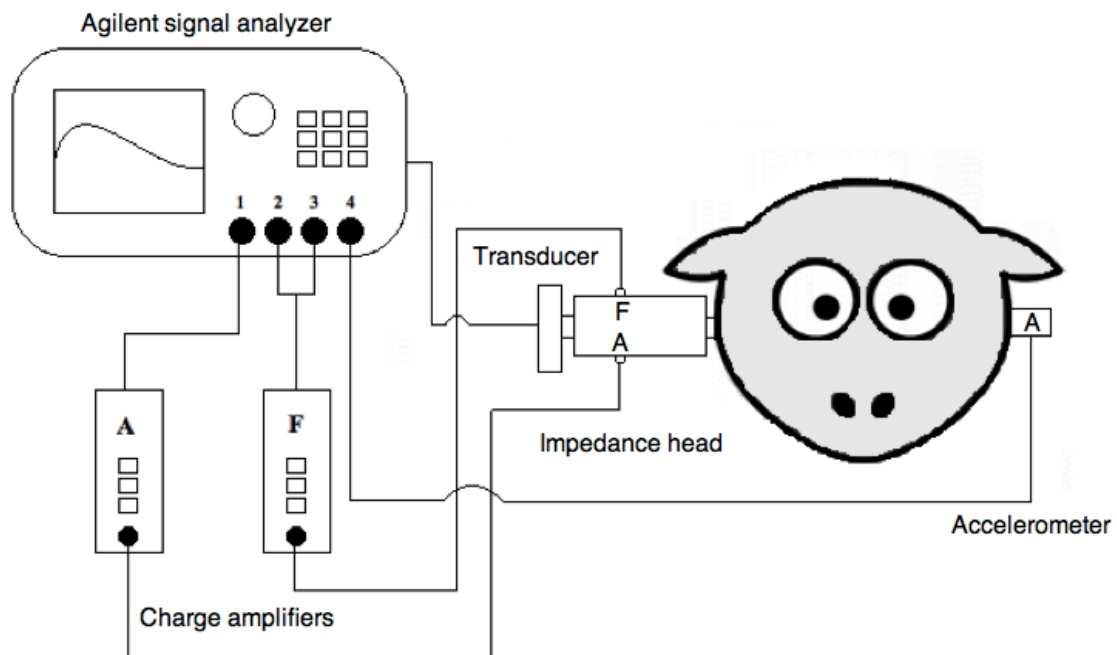 Agilent signal analyzer
1 2 3 4
Transducer
F
A
A
Impedance head
A
F
Accelerometer
Charge amplifiers